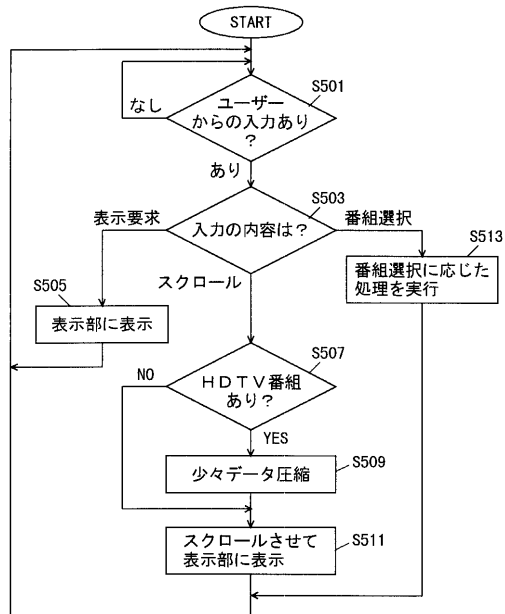 START
S501
ユーザー
からの入力あり
?
なし
あり
S503
入力の内容は?
表示要求
番組選択
スクロール
S505
表示部に表示
S513
番組選択に応じた
処理を実行
S507
HDTV番組
あり?
NO
YES
少々データ圧縮
S509
スクロールさせて
表示部に表示
S511